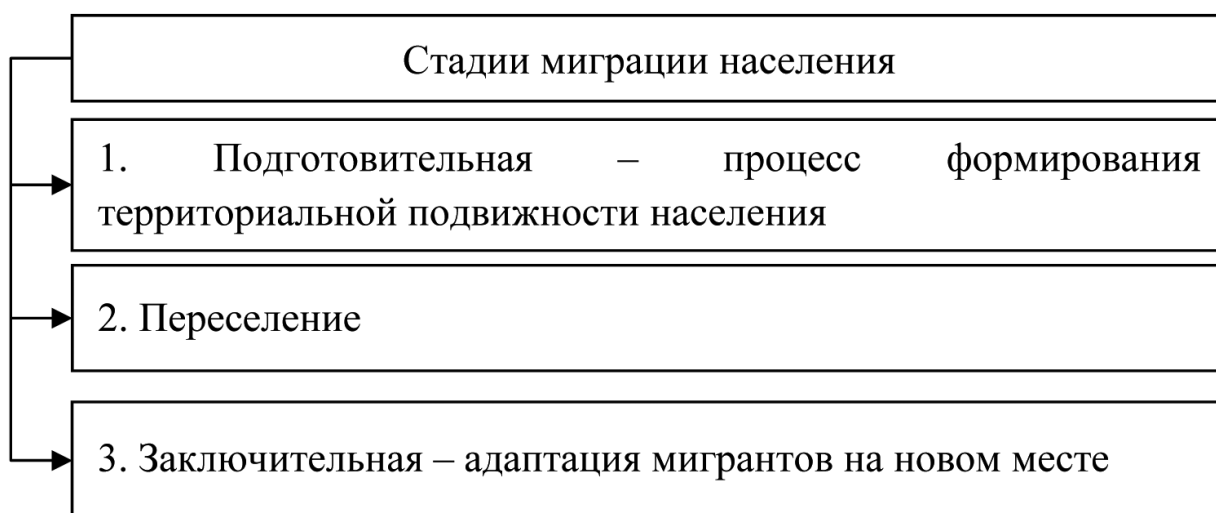 Стадии миграции населения
1. Подготовительная – процесс формирования
территориальной подвижности населения
2. Переселение
3. Заключительная – адаптация мигрантов на новом месте